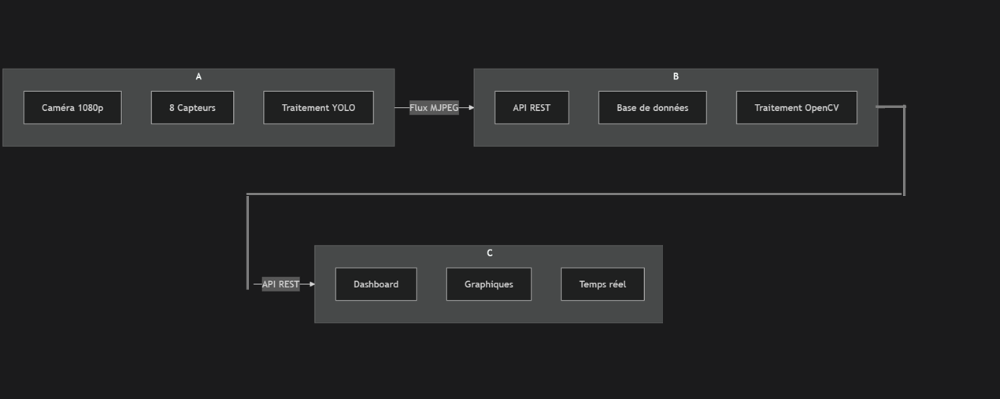 A
Caméra 1080p
8 Capteurs
Traitement YOLO
Flux MJPEG
B
API REST
Base de données
Traitement OpenCV
API REST
C
Dashboard
Graphiques
Temps réel